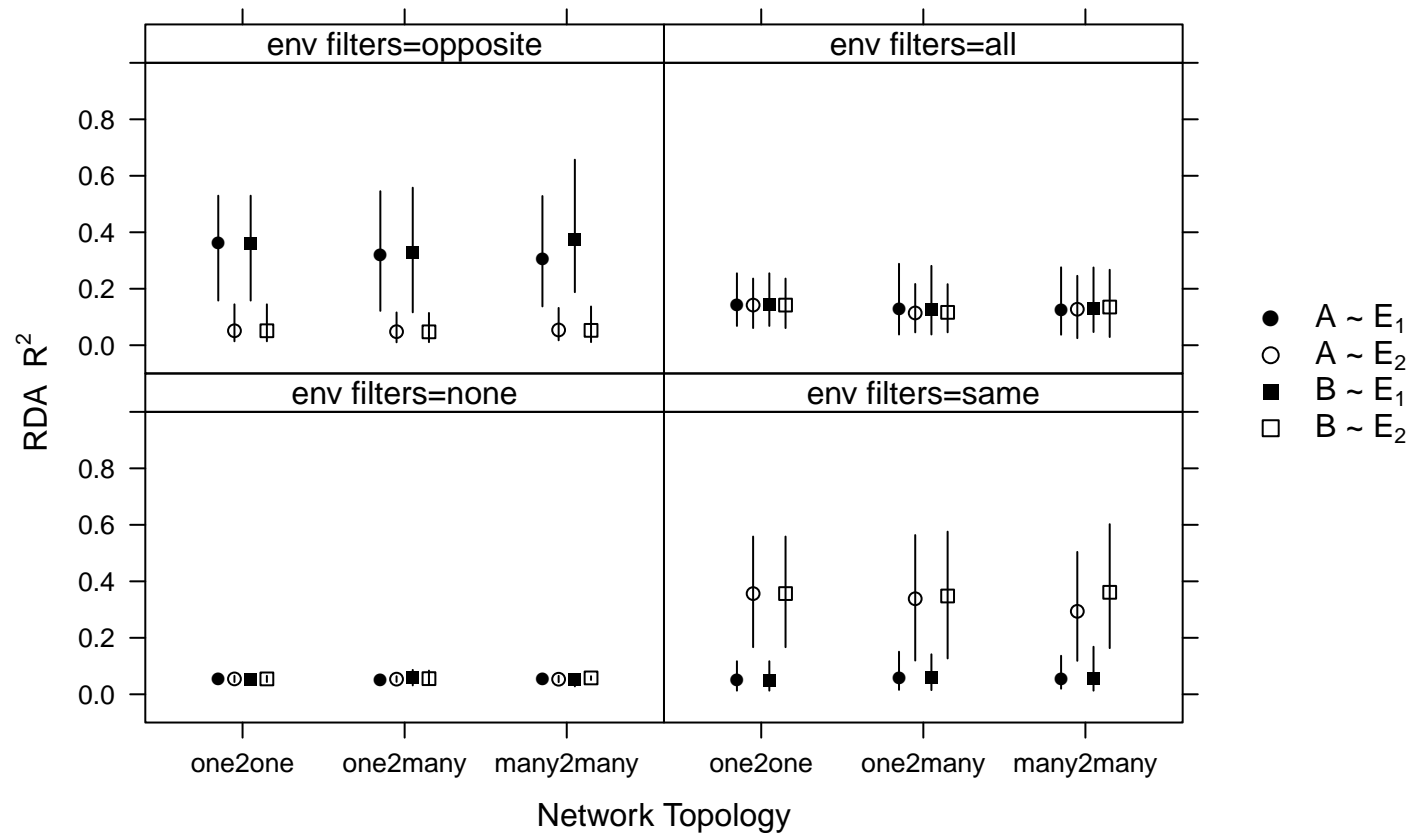 env filters=opposite
env filters=all
0.8
0.6
0.4
0.2
0.0
env filters=none
env filters=same
0.8
0.6
0.4
0.2
0.0
RDA R²
one2one one2many many2many one2one one2many many2many
Network Topology
A ~ E₁
A ~ E₂
B ~ E₁
B ~ E₂